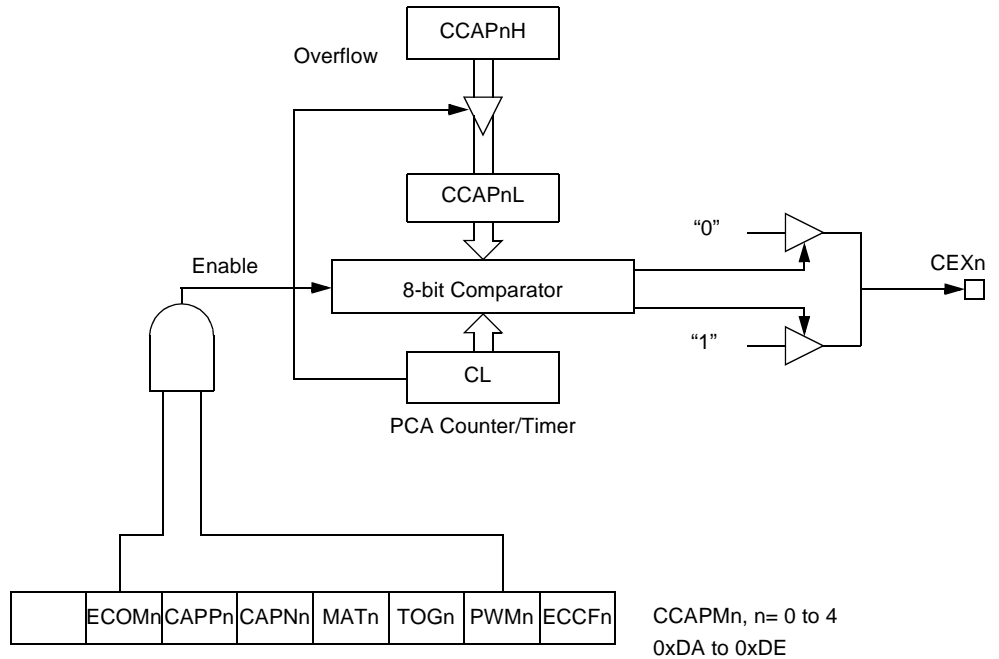 CCAPnH
Overflow
CCAPnL
“0”
Enable
CEXn
8-bit Comparator
“1”
CL
PCA Counter/Timer
ECOMn CAPPn CAPNn MATn TOGn PWMn ECCFn
CCAPMn, n= 0 to 4
0xDA to 0xDE